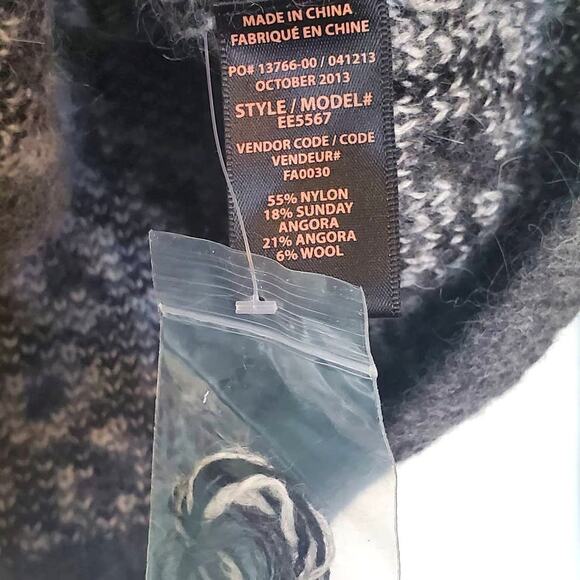 MADE IN CHINA
FABRIQUÉ EN CHINE
PO# 13766-00 / 041213
OCTOBER 2013
STYLE / MODEL#
EE5567
VENDOR CODE / CODE
VENDEUR#
FA0030
55% NYLON
18% SUNDAY
ANGORA
21% ANGORA
6% WOOL